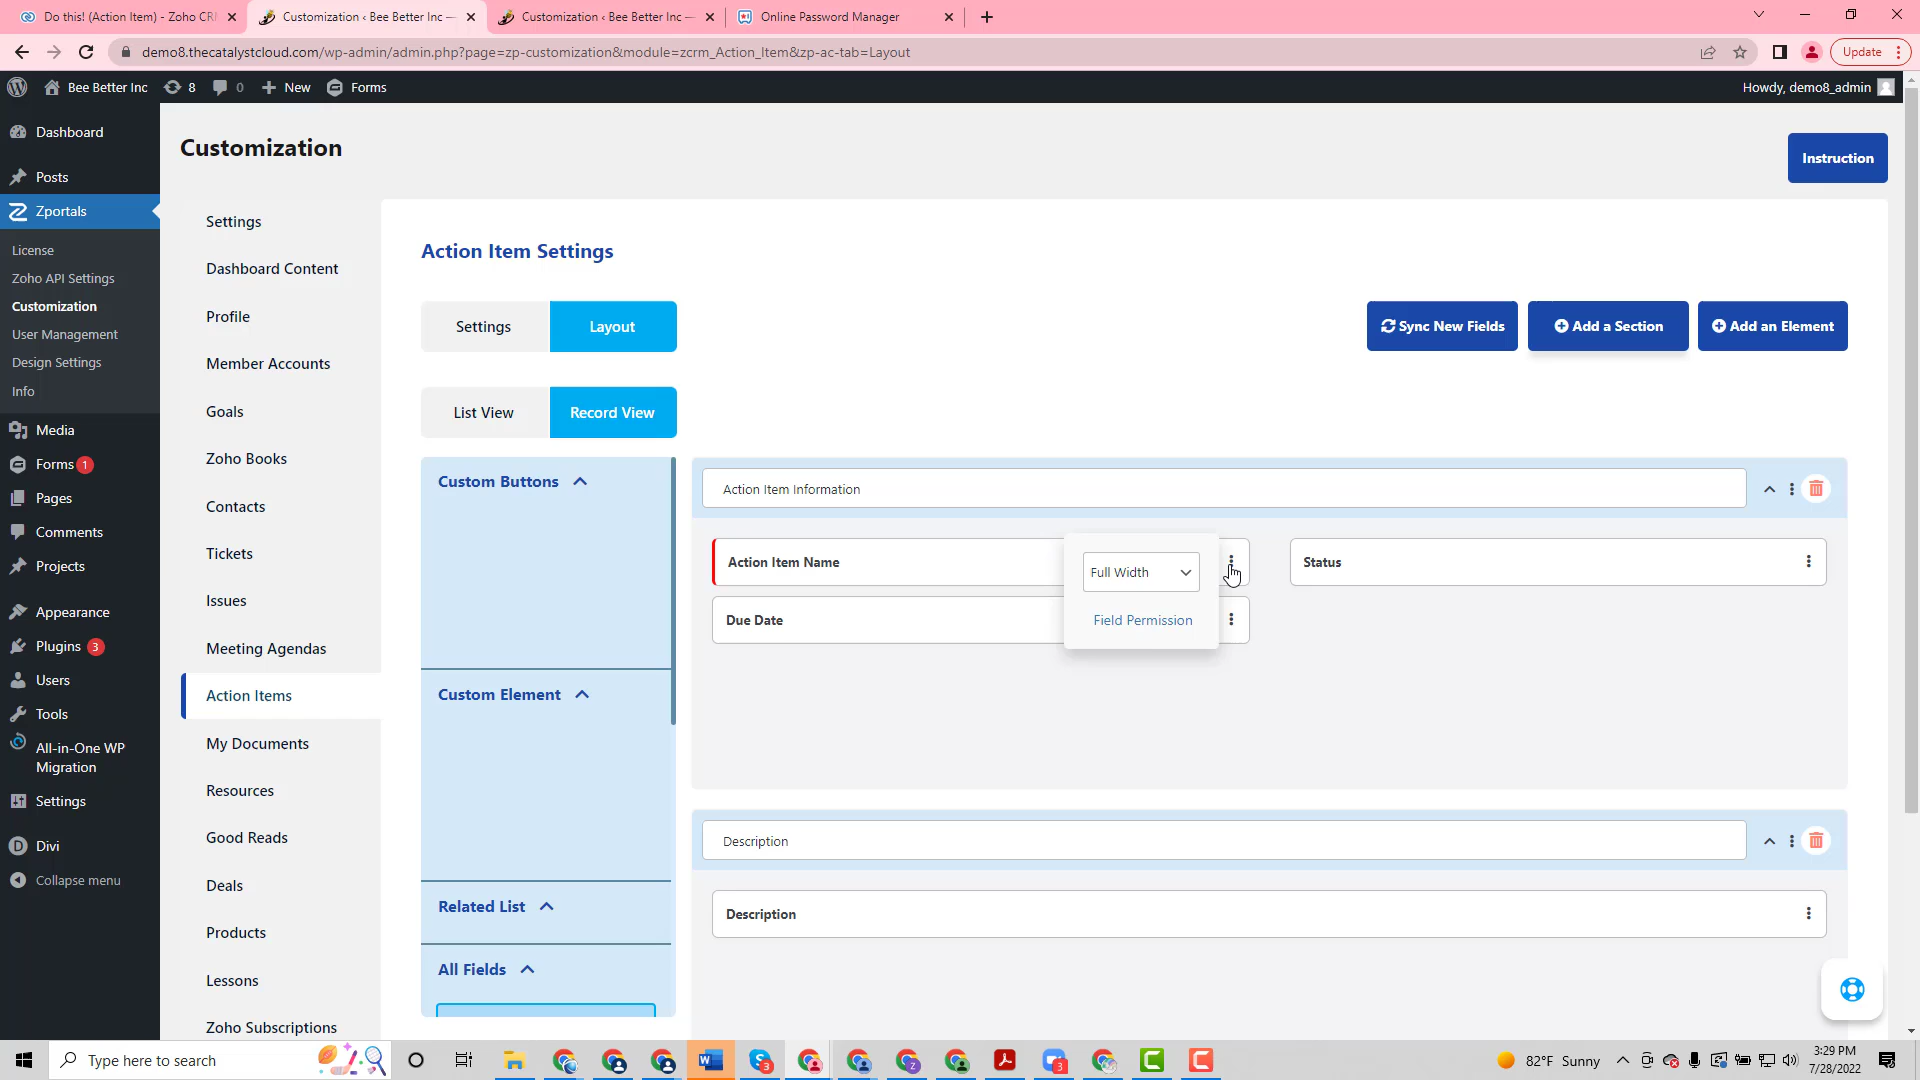 Do this! (Action Item) - Zoho CR
Customization ‹ Bee Better Inc —
Customization ‹ Bee Better Inc —
Online Password Manager
demo8.thecatalystcloud.com/wp-admin/admin.php?page=zp-customization&module=zcrm_Action_Item&zp-ac-tab=Layout
Update
Bee Better Inc
8
0
New
Forms
Howdy, demo8_admin
Dashboard
Posts
Zportals
License
Zoho API Settings
Customization
User Management
Design Settings
Info
Media
Forms 1
Pages
Comments
Projects
Appearance
Plugins 3
Users
Tools
All-in-One WP
Migration
Settings
Divi
Collapse menu
Customization
Instruction
Settings
Dashboard Content
Profile
Member Accounts
Goals
Zoho Books
Contacts
Tickets
Issues
Meeting Agendas
Action Items
My Documents
Resources
Good Reads
Deals
Products
Lessons
Zoho Subscriptions
Action Item Settings
Settings
Layout
Sync New Fields
Add a Section
Add an Element
List View
Record View
Custom Buttons
Custom Element
Related List
All Fields
Action Item Information
Action Item Name
Full Width
Field Permission
Status
Due Date
Description
Description
Type here to search
3
3
82°F Sunny
3:29 PM
7/28/2022